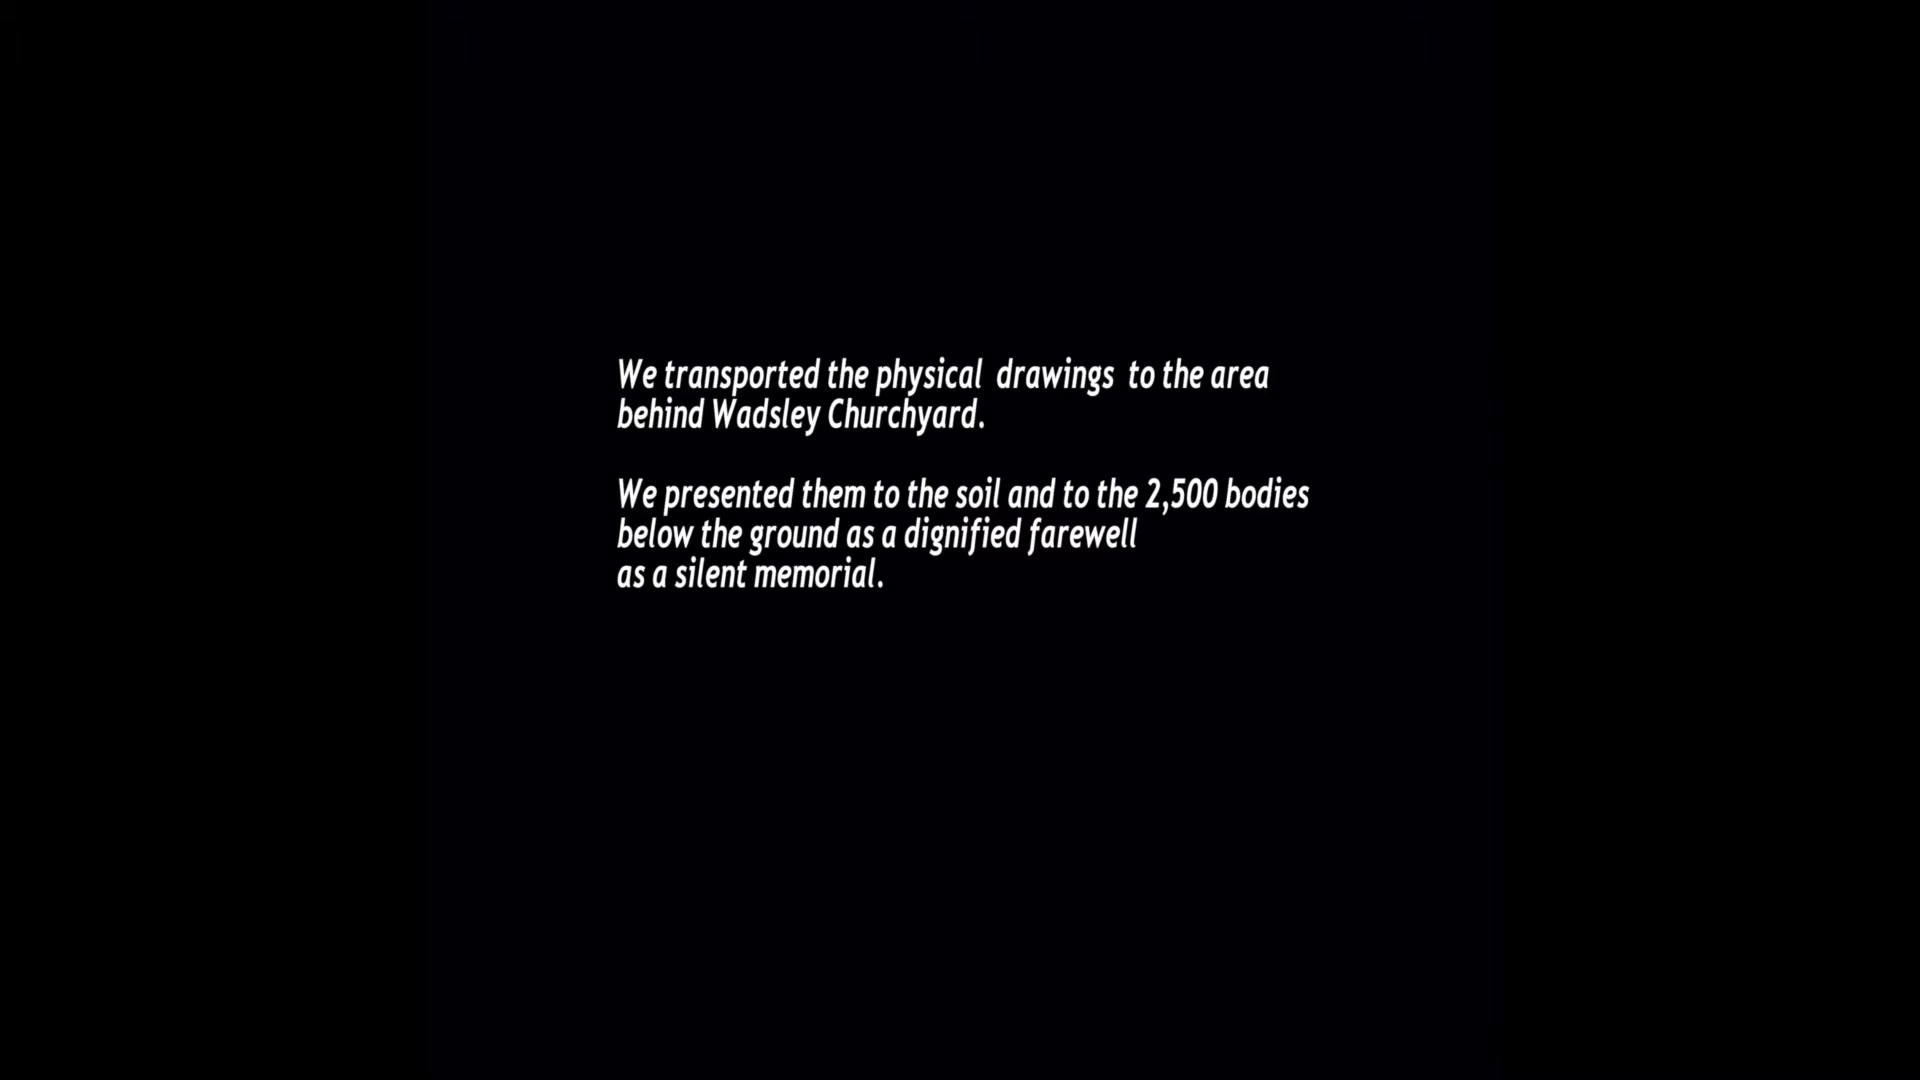 We transported the physical  drawings  to the area
behind Wadsley Churchyard.
We presented them to the soil and to the 2,500 bodies
below the ground as a dignified farewell
as a silent memorial.